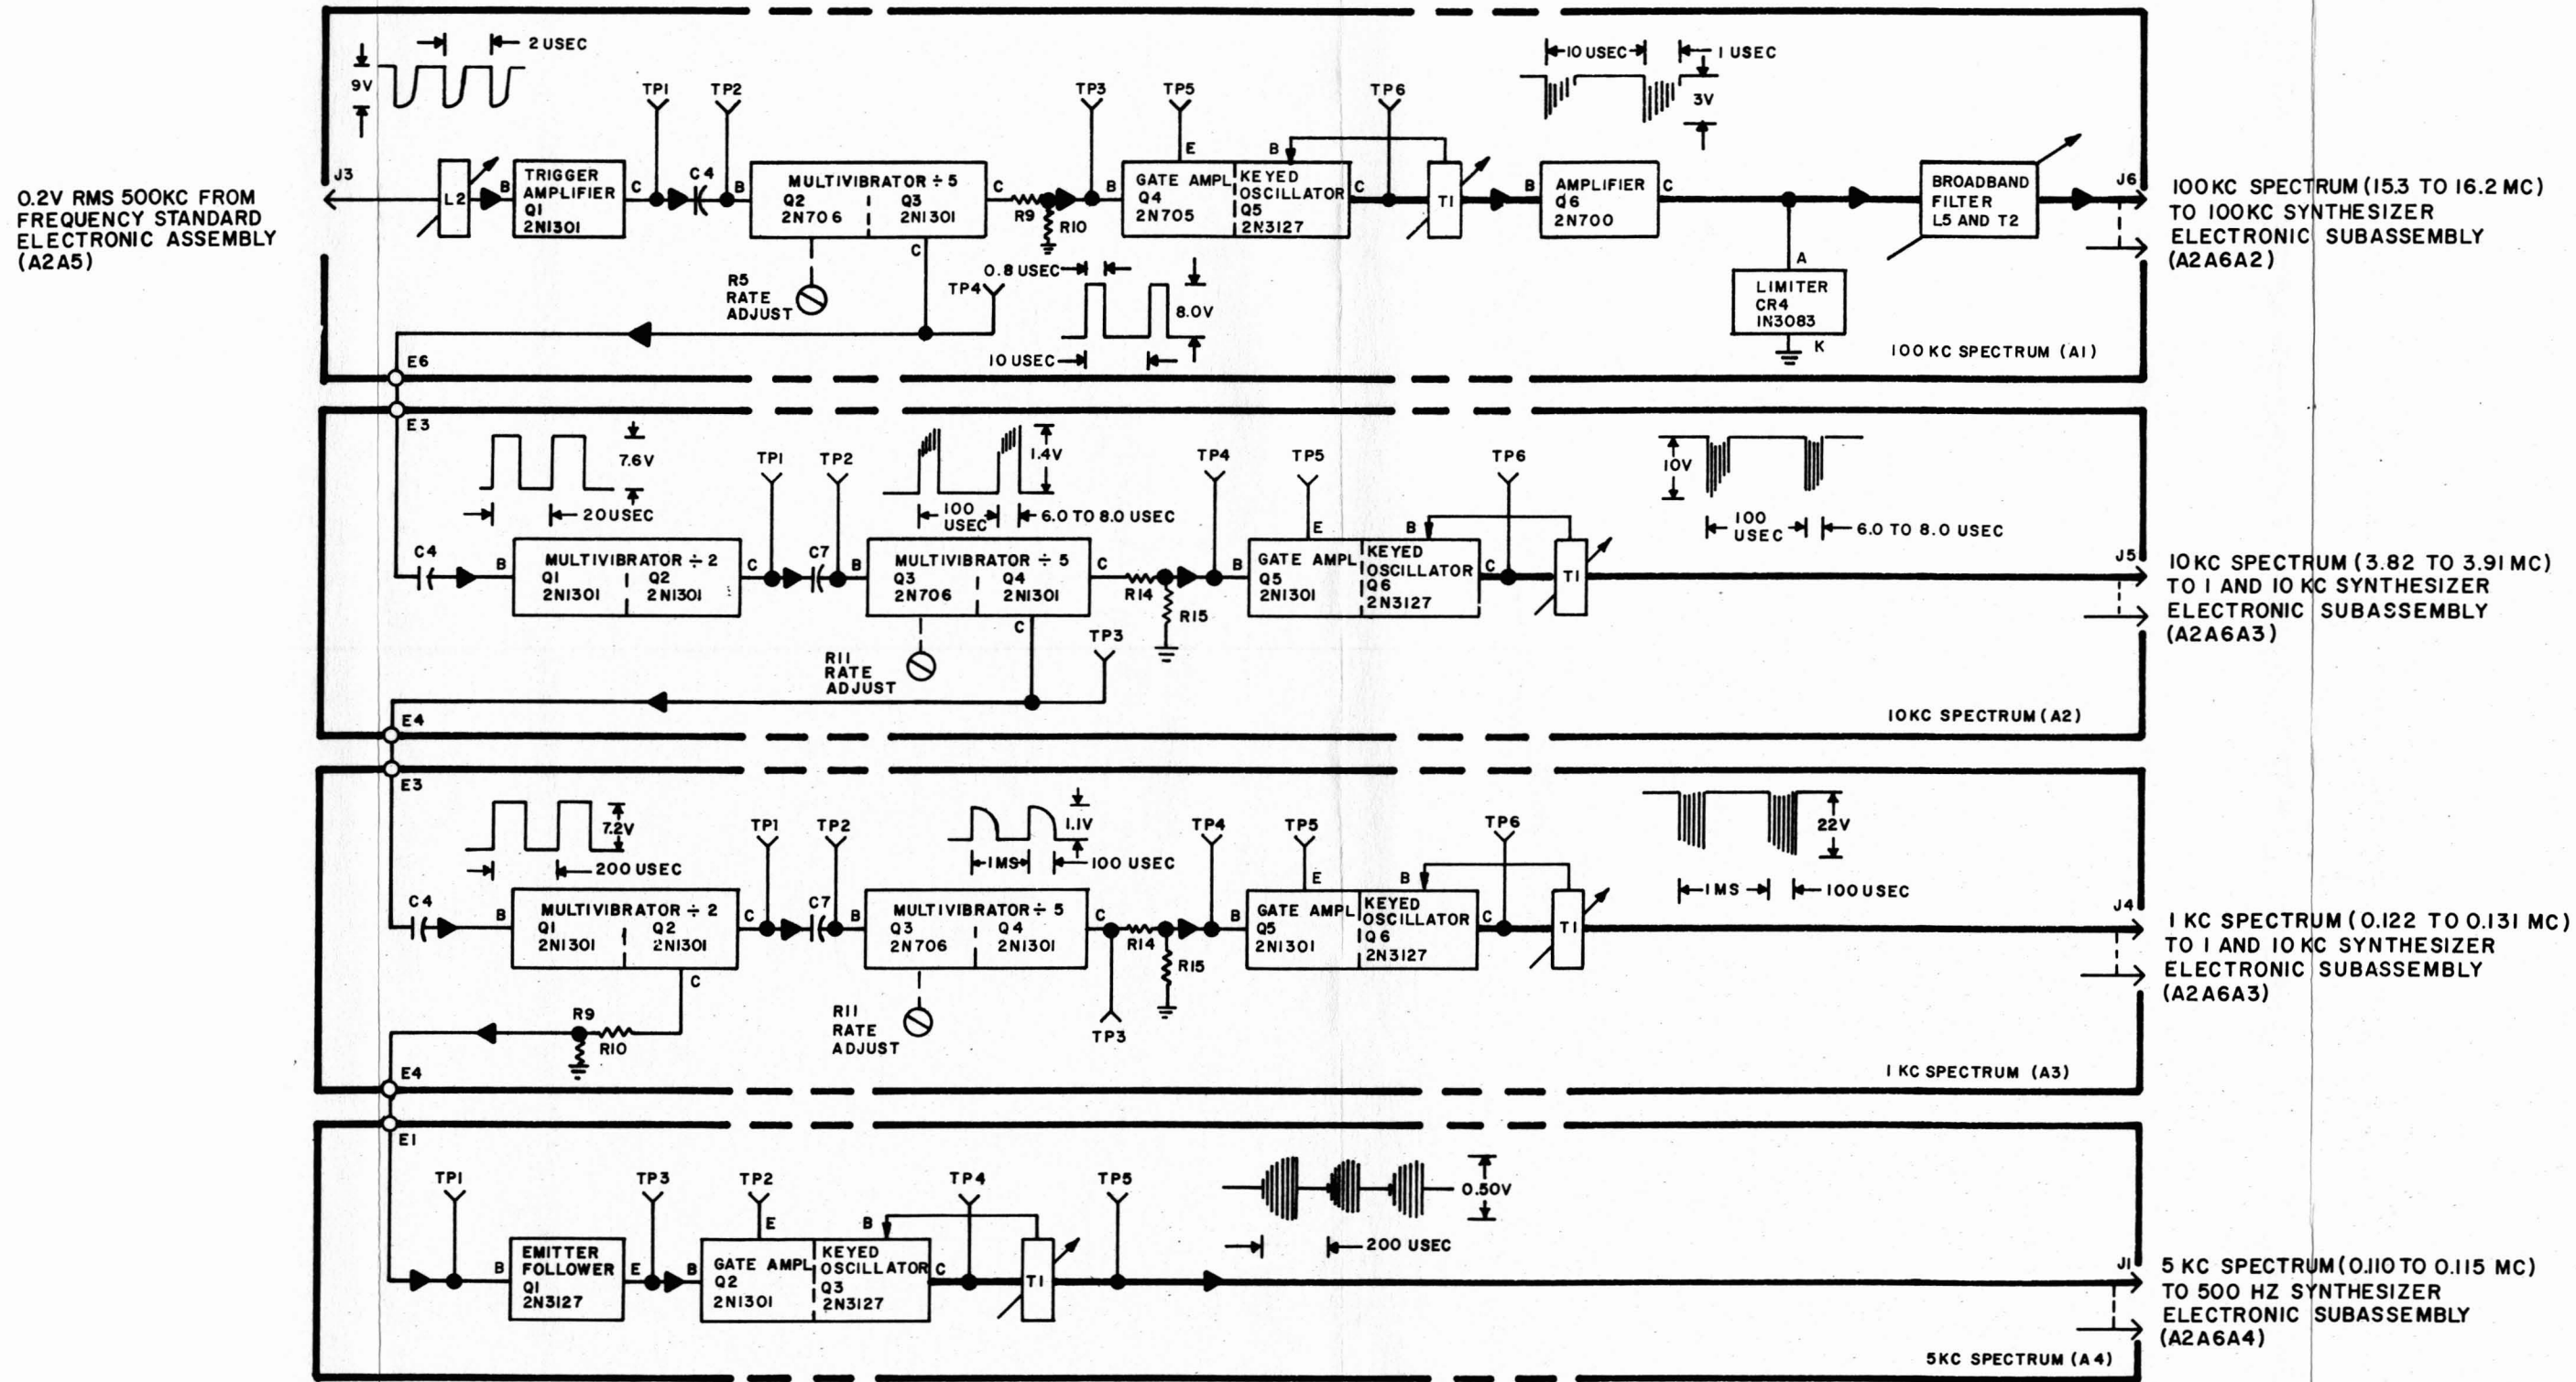 2 USEC
9V
TP1
TP2
TP3
TP5
TP6
10 USEC
1 USEC
3V
J3
0.2V RMS 500KC FROM
FREQUENCY STANDARD
ELECTRONIC ASSEMBLY
(A2A5)
L2
B
TRIGGER
AMPLIFIER
Q1
2N1301
C
C4
B
MULTIVIBRATOR ÷ 5
Q2
2N706
Q3
2N1301
C
C
R9
R10
B
E
GATE AMPL
Q4
2N705
B
KEYED
OSCILLATOR
Q5
2N3127
C
T1
B
AMPLIFIER
Q6
2N700
C
BROADBAND
FILTER
L5 AND T2
J6
100KC SPECTRUM (15.3 TO 16.2 MC)
TO 100KC SYNTHESIZER
ELECTRONIC SUBASSEMBLY
(A2A6A2)
R5
RATE
ADJUST
TP4
0.8 USEC
8.0V
10 USEC
A
LIMITER
CR4
1N3083
K
100 KC SPECTRUM (A1)
E6
E3
7.6V
20USEC
TP1
TP2
1.4V
100
USEC
6.0 TO 8.0 USEC
TP4
TP5
TP6
10V
100
USEC
6.0 TO 8.0 USEC
C4
B
MULTIVIBRATOR ÷ 2
Q1
2N1301
Q2
2N1301
C
C7
B
MULTIVIBRATOR ÷ 5
Q3
2N706
Q4
2N1301
C
C
R14
R15
B
E
GATE AMPL
Q5
2N1301
B
KEYED
OSCILLATOR
Q6
2N3127
C
T1
J5
10KC SPECTRUM (3.82 TO 3.91 MC)
TO 1 AND 10 KC SYNTHESIZER
ELECTRONIC SUBASSEMBLY
(A2A6A3)
R11
RATE
ADJUST
TP3
10KC SPECTRUM (A2)
E4
E3
7.2V
200 USEC
TP1
TP2
1.1V
1MS
100 USEC
TP4
TP5
TP6
22V
1MS
100USEC
C4
B
MULTIVIBRATOR ÷ 2
Q1
2N1301
Q2
2N1301
C
C
C7
B
MULTIVIBRATOR ÷ 5
Q3
2N706
Q4
2N1301
C
R14
R15
B
E
GATE AMPL
Q5
2N1301
B
KEYED
OSCILLATOR
Q6
2N3127
C
T1
J4
1 KC SPECTRUM (0.122 TO 0.131 MC)
TO 1 AND 10 KC SYNTHESIZER
ELECTRONIC SUBASSEMBLY
(A2A6A3)
R9
R10
R11
RATE
ADJUST
TP3
1 KC SPECTRUM (A3)
E4
E1
TP1
TP3
TP2
TP4
TP5
0.50V
200 USEC
B
EMITTER
FOLLOWER
Q1
2N3127
E
B
E
GATE AMPL
Q2
2N1301
B
KEYED
OSCILLATOR
Q3
2N3127
C
T1
J1
5 KC SPECTRUM (0.110 TO 0.115 MC)
TO 500 HZ SYNTHESIZER
ELECTRONIC SUBASSEMBLY
(A2A6A4)
5KC SPECTRUM (A4)